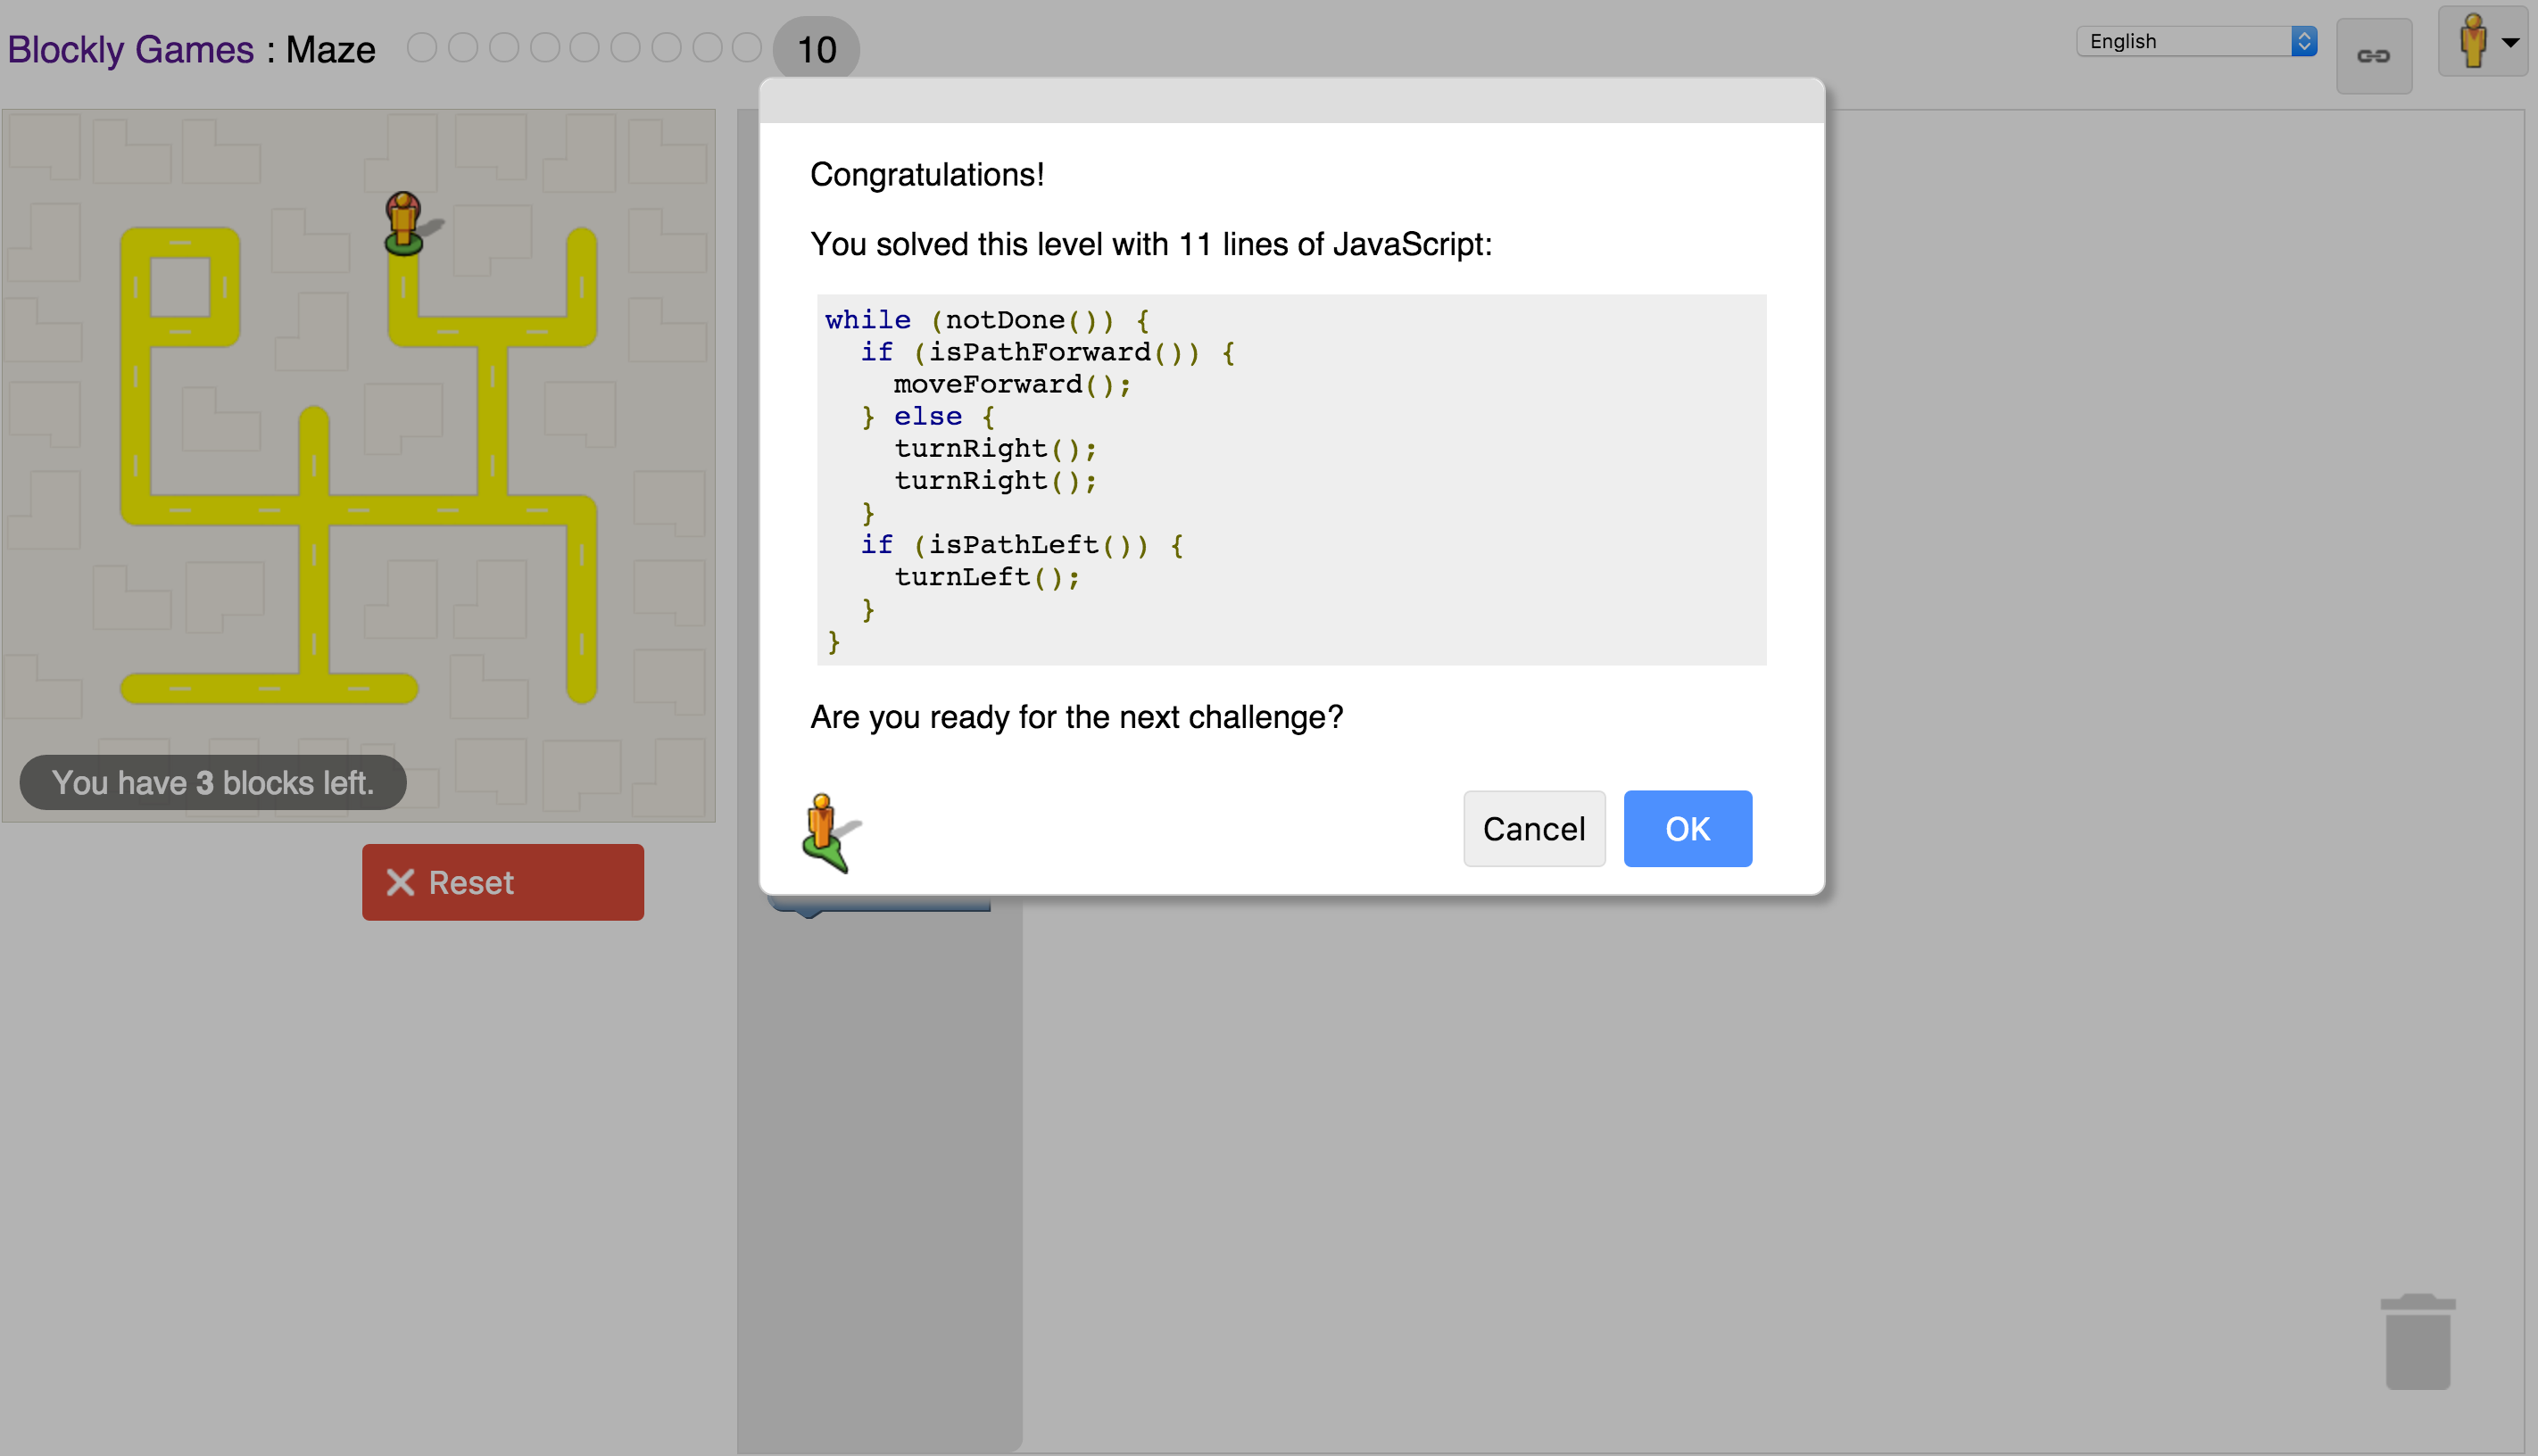 Blockly Games : Maze 10
English
Congratulations!
You solved this level with 11 lines of JavaScript:
while (notDone()) {
  if (isPathForward()) {
    moveForward();
  } else {
    turnRight();
    turnRight();
  }
  if (isPathLeft()) {
    turnLeft();
  }
}
Are you ready for the next challenge?
Cancel OK
You have 3 blocks left.
Reset